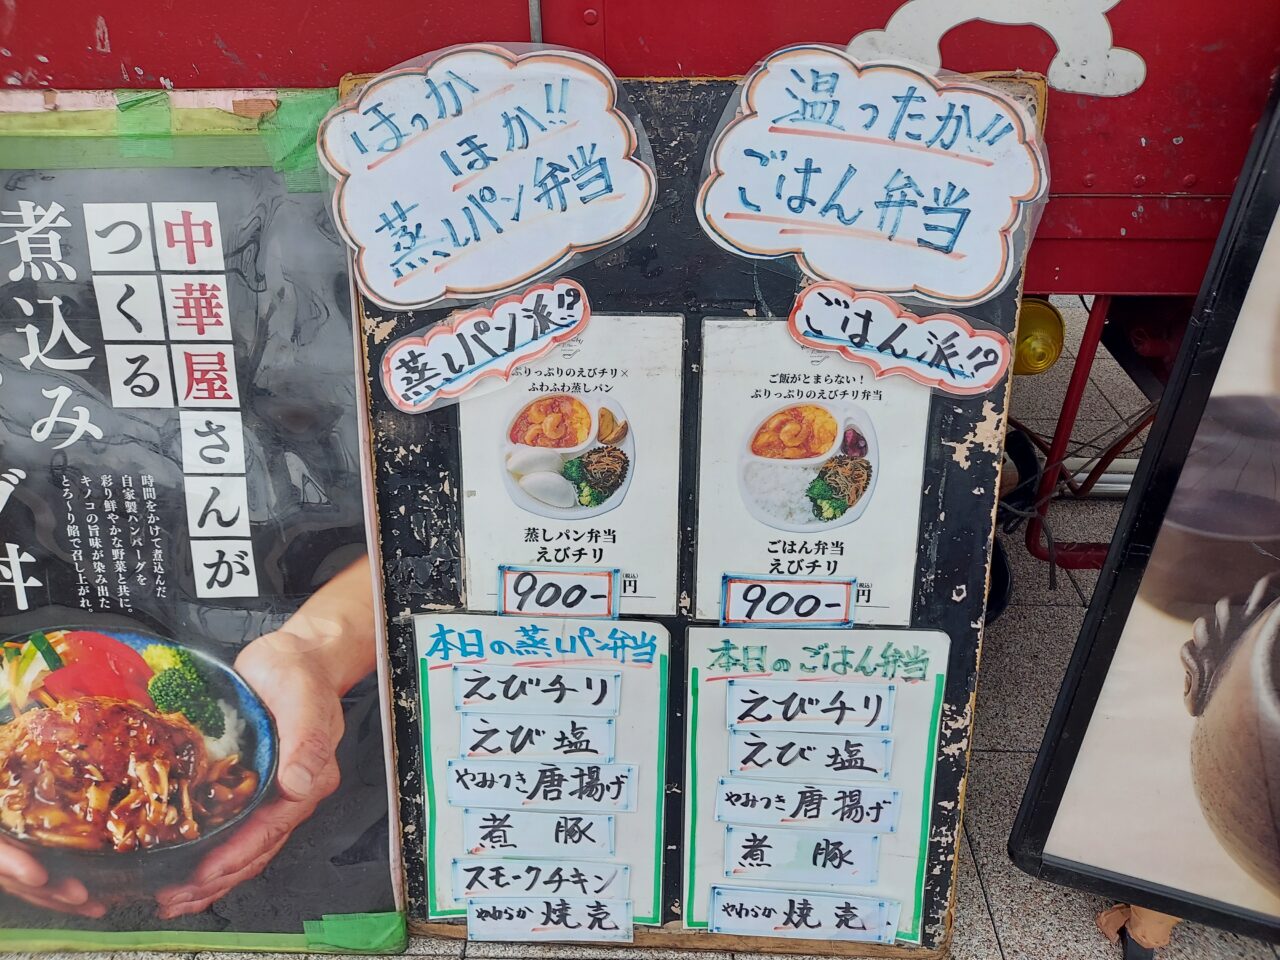 中華屋さんが
つくる
煮込み
時間をかけて煮込んだ
自家製ハンバーグを
彩り鮮やかな野菜と共に。
キノコの旨味が染み出た
とろ〜り餡で召し上がれ。
ほっか
ほか!!
蒸しパン弁当
蒸しパン派!?
ぷりっぷりのえびチリ×
ふわふわ蒸しパン
蒸しパン弁当
えびチリ
900-
(税込)
円
本日の蒸しパン弁当
えびチリ
えび塩
やみつき唐揚げ
煮豚
スモークチキン
やわらか焼売
温ったか!!
ごはん弁当
ごはん派!?
ご飯がとまらない！
ぷりっぷりのえびチリ弁当
ごはん弁当
えびチリ
900-
(税込)
円
本日のごはん弁当
えびチリ
えび塩
やみつき唐揚げ
煮豚
やわらか焼売